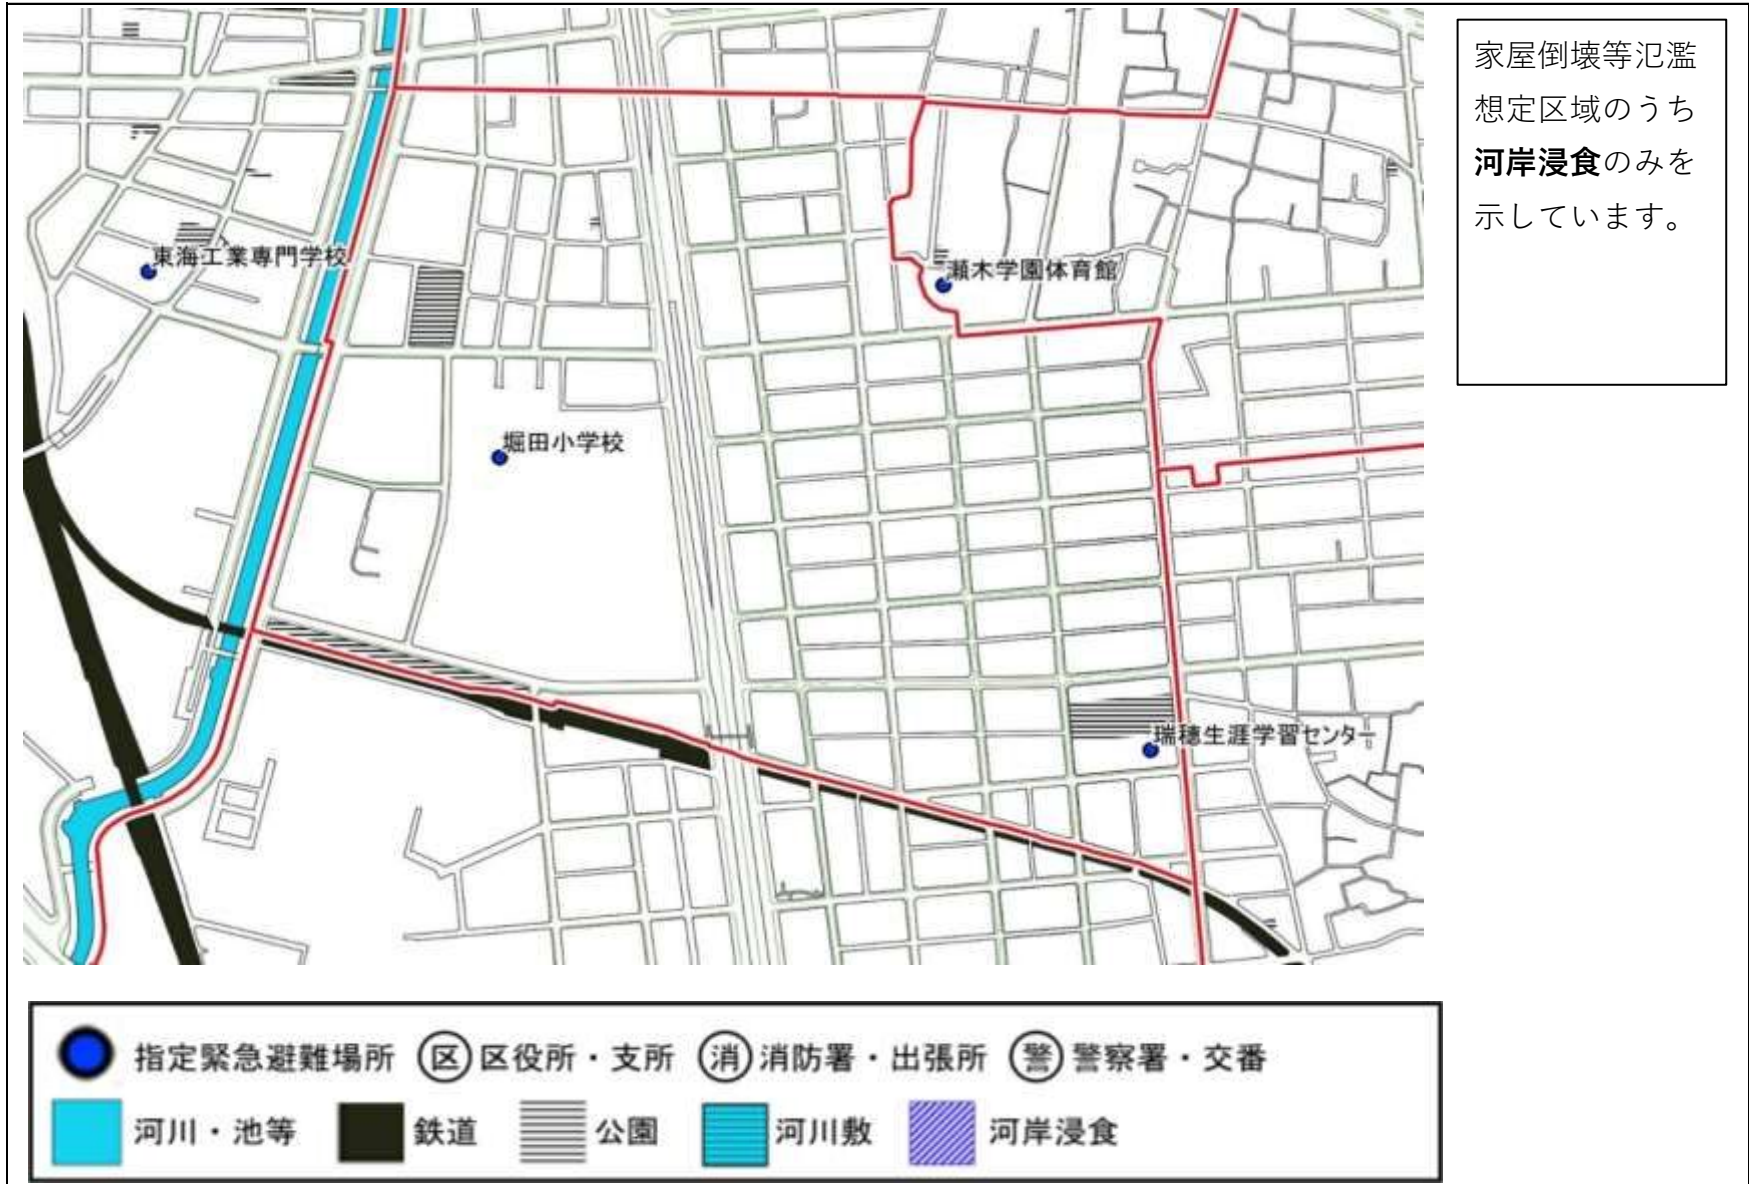 家屋倒壊等氾濫
想定区域のうち
河岸浸食のみを
示しています。
東海工業専門学校
瀬木学園体育館
堀田小学校
瑞穂生涯学習センター
指定緊急避難場所 区 区役所・支所 消 消防署・出張所 警 警察署・交番
河川・池等 鉄道 公園 河川敷 河岸浸食